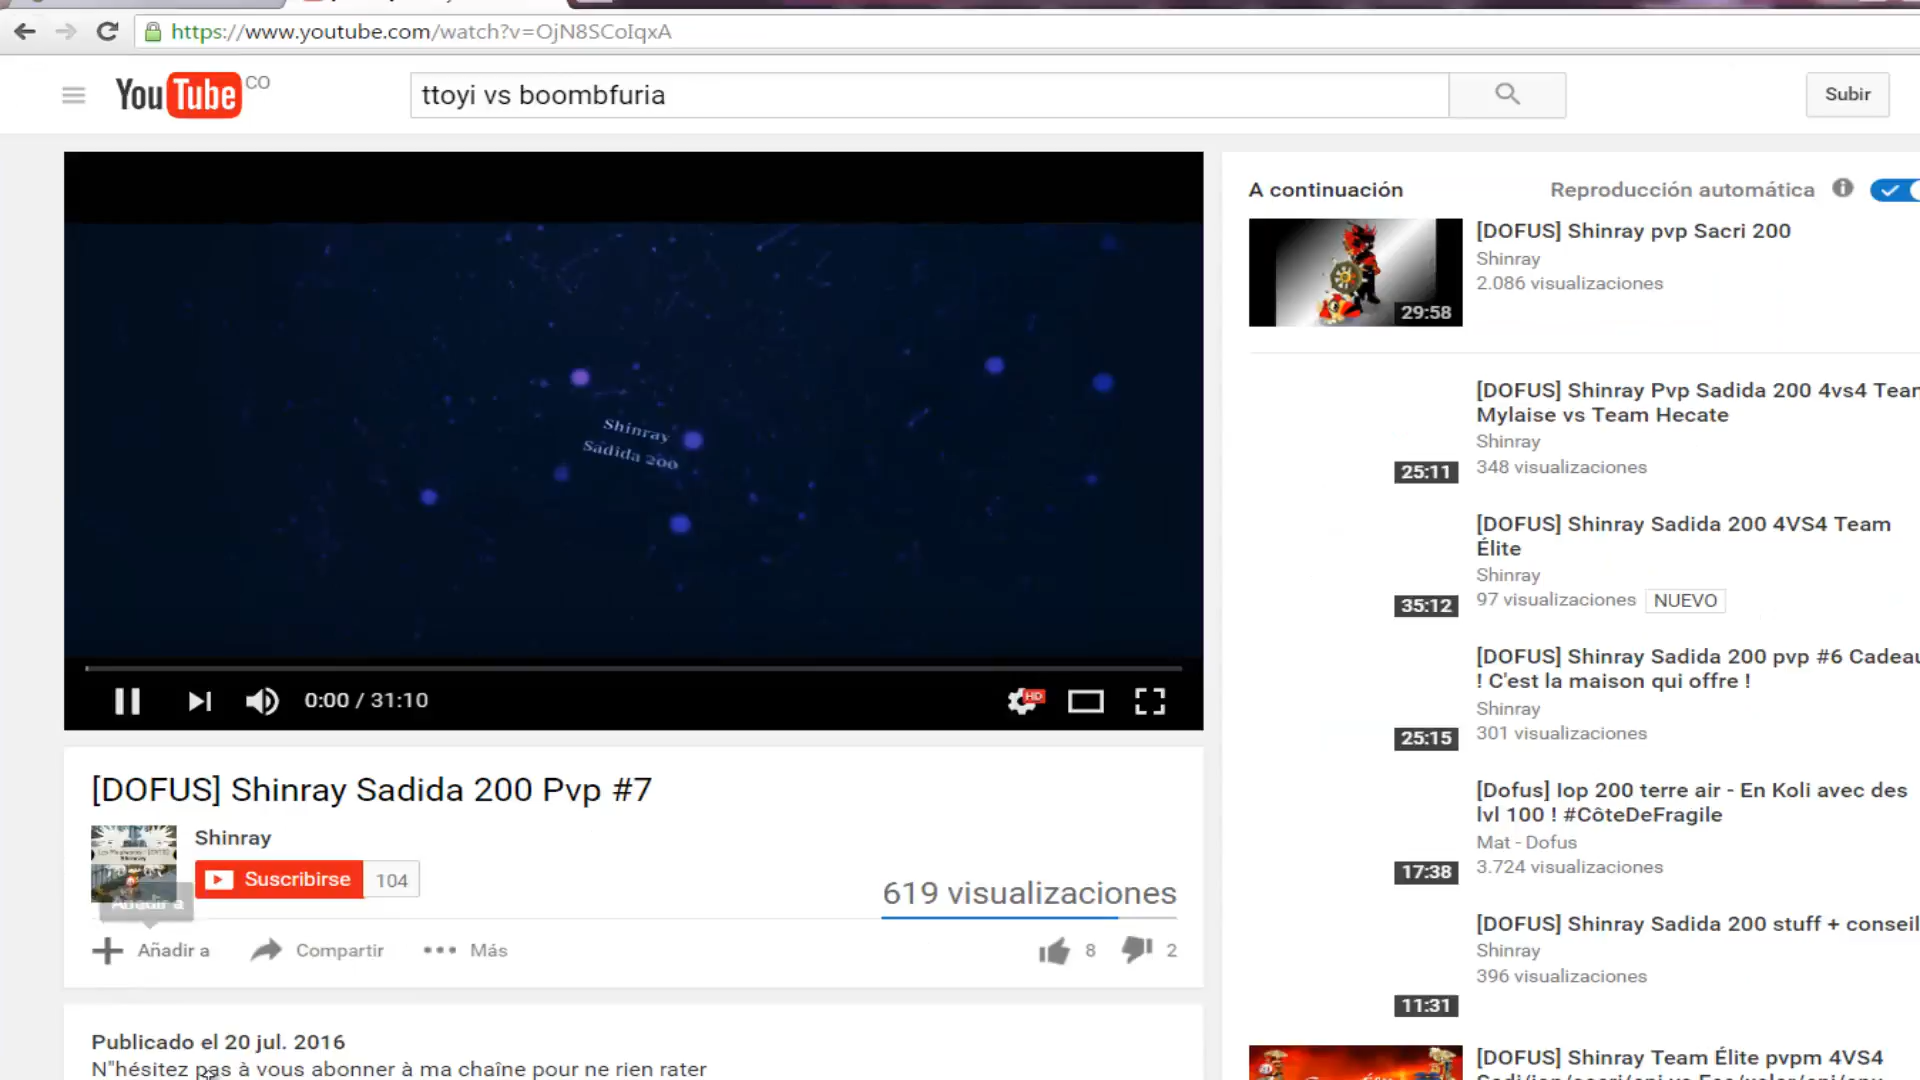 https://www.youtube.com/watch?v=OjN8SCoIqxA
YouTube CO
ttoyi vs boombfuria
Subir
Shinray
Sadida 200
0:00 / 31:10
HD
[DOFUS] Shinray Sadida 200 Pvp #7
Shinray
Suscribirse 104
619 visualizaciones
Añadir a
Añadir a
Compartir
Más
8
2
Publicado el 20 jul. 2016
N"hésitez pas à vous abonner à ma chaîne pour ne rien rater
A continuación
Reproducción automática
29:58
[DOFUS] Shinray pvp Sacri 200
Shinray
2.086 visualizaciones
[DOFUS] Shinray Pvp Sadida 200 4vs4
Mylaise vs Team Hecate
Shinray
348 visualizaciones
25:11
[DOFUS] Shinray Sadida 200 4VS4 Team
Élite
Shinray
97 visualizaciones NUEVO
35:12
[DOFUS] Shinray Sadida 200 pvp #6 Cadeau
! C'est la maison qui offre !
Shinray
301 visualizaciones
25:15
[Dofus] Iop 200 terre air - En Koli avec des
lvl 100 ! #CôteDeFragile
Mat - Dofus
3.724 visualizaciones
17:38
[DOFUS] Shinray Sadida 200 stuff + conseil
Shinray
396 visualizaciones
11:31
[DOFUS] Shinray Team Élite pvpm 4VS4